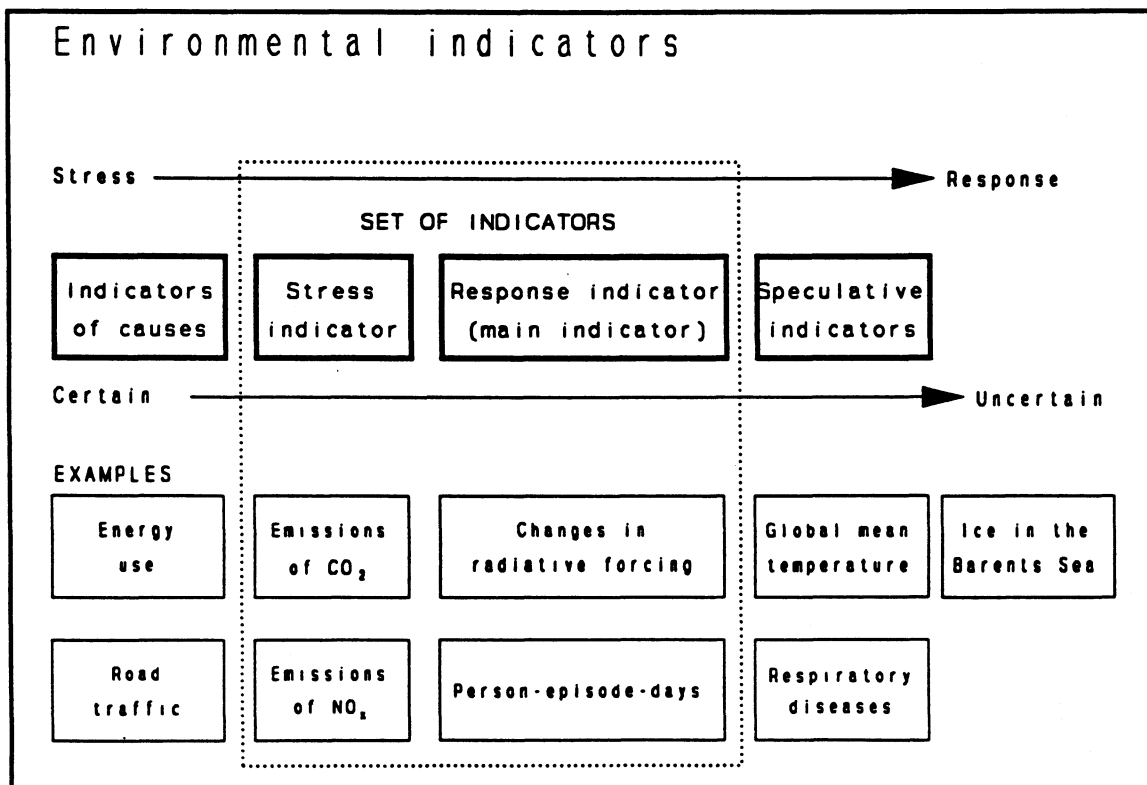 Environmental indicators
Stress
Response
SET OF INDICATORS
Indicators
of causes
Stress
indicator
Response indicator
(main indicator)
Speculative
indicators
Certain
Uncertain
EXAMPLES
Energy
use
Emissions
of CO₂
Changes in
radiative forcing
Global mean
temperature
Ice in the
Barents Sea
Road
traffic
Emissions
of NOₓ
Person-episode-days
Respiratory
diseases